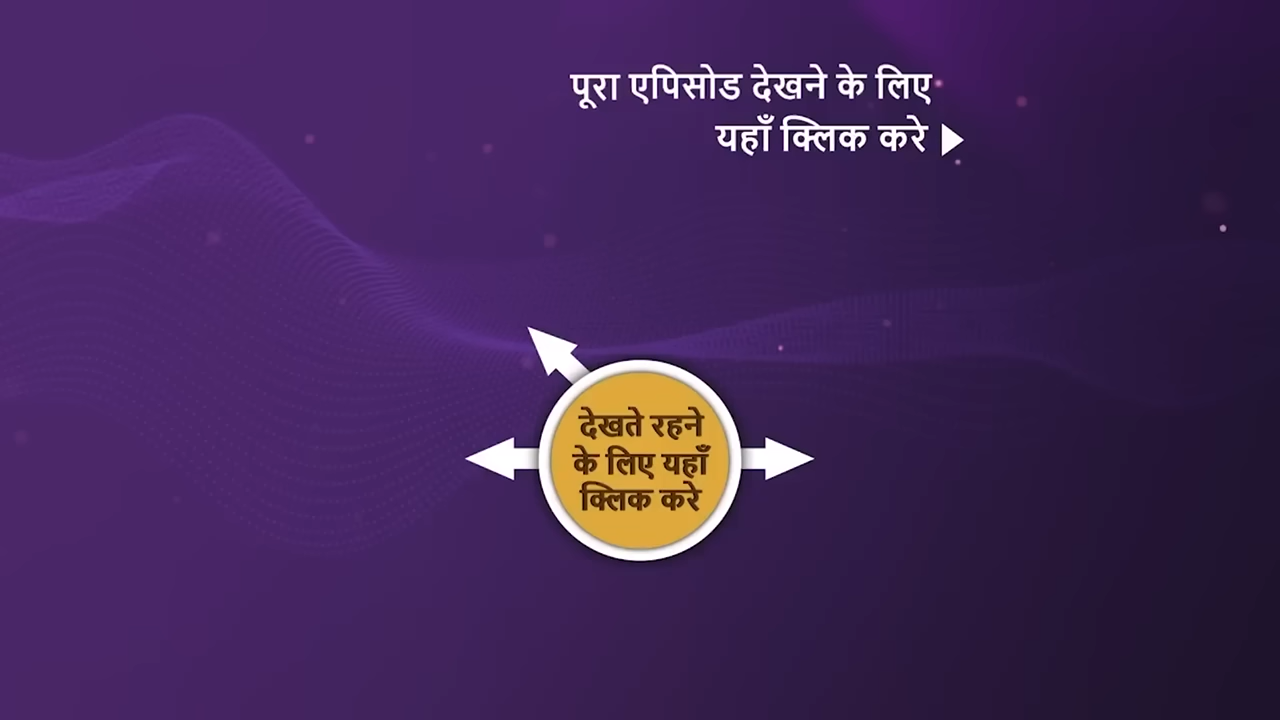 पूरा एपिसोड देखने के लिए
यहाँ क्लिक करे
देखते रहने
के लिए यहाँ
क्लिक करे